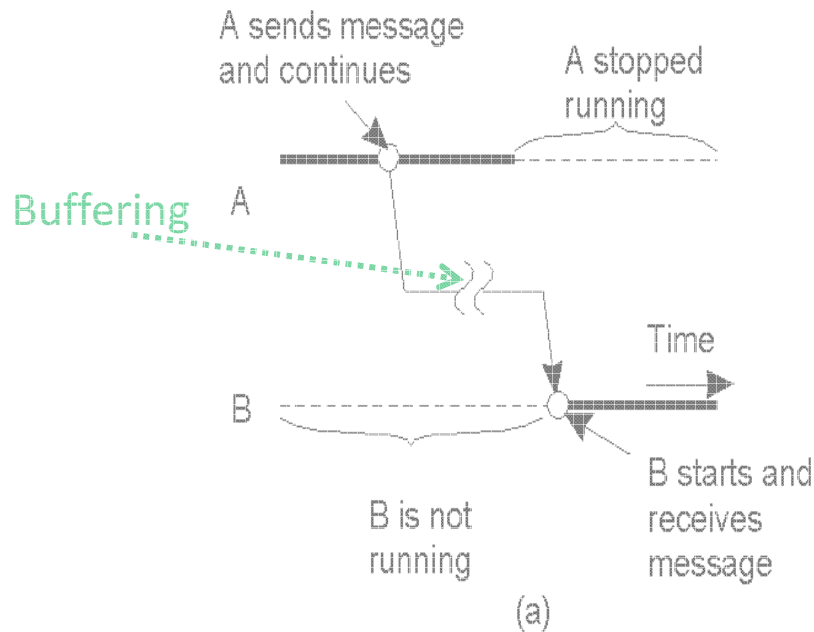 A sends message
and continues
A stopped
running
A
Buffering
Time
B
B is not
running
B starts and
receives
message
(a)